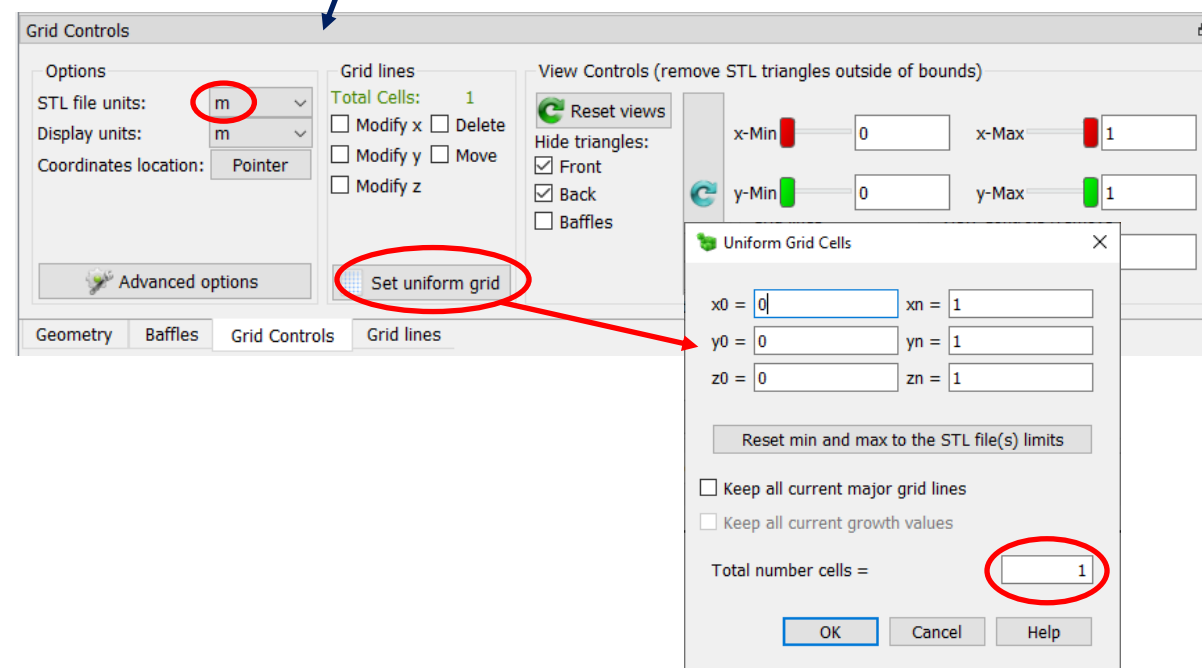 Grid Controls
Options
STL file units: m
Display units: m
Coordinates location: Pointer
Advanced options
Grid lines
Total Cells: 1
Modify x Delete
Modify y Move
Modify z
Set uniform grid
View Controls (remove STL triangles outside of bounds)
Reset views
Hide triangles:
Front
Back
Baffles
x-Min 0 x-Max 1
y-Min 0 y-Max 1
Geometry Baffles Grid Controls Grid lines
Uniform Grid Cells
x0 = 0 xn = 1
y0 = 0 yn = 1
z0 = 0 zn = 1
Reset min and max to the STL file(s) limits
Keep all current major grid lines
Keep all current growth values
Total number cells = 1
OK Cancel Help